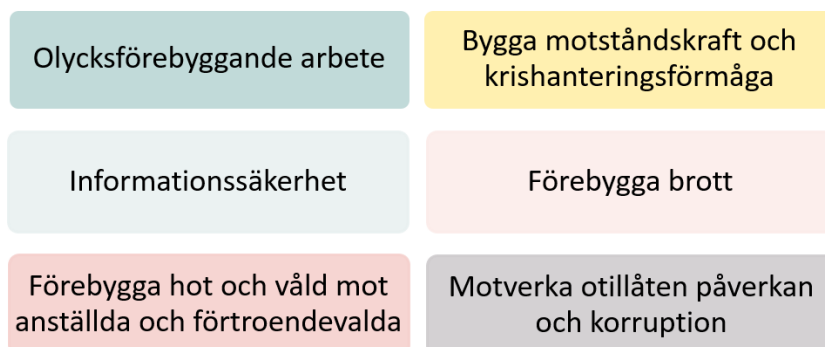 Olycksförebyggande arbete
Bygga motståndskraft och
krishanteringsförmåga
Informationssäkerhet
Förebygga brott
Förebygga hot och våld mot
anställda och förtroendevalda
Motverka otillåten påverkan
och korruption